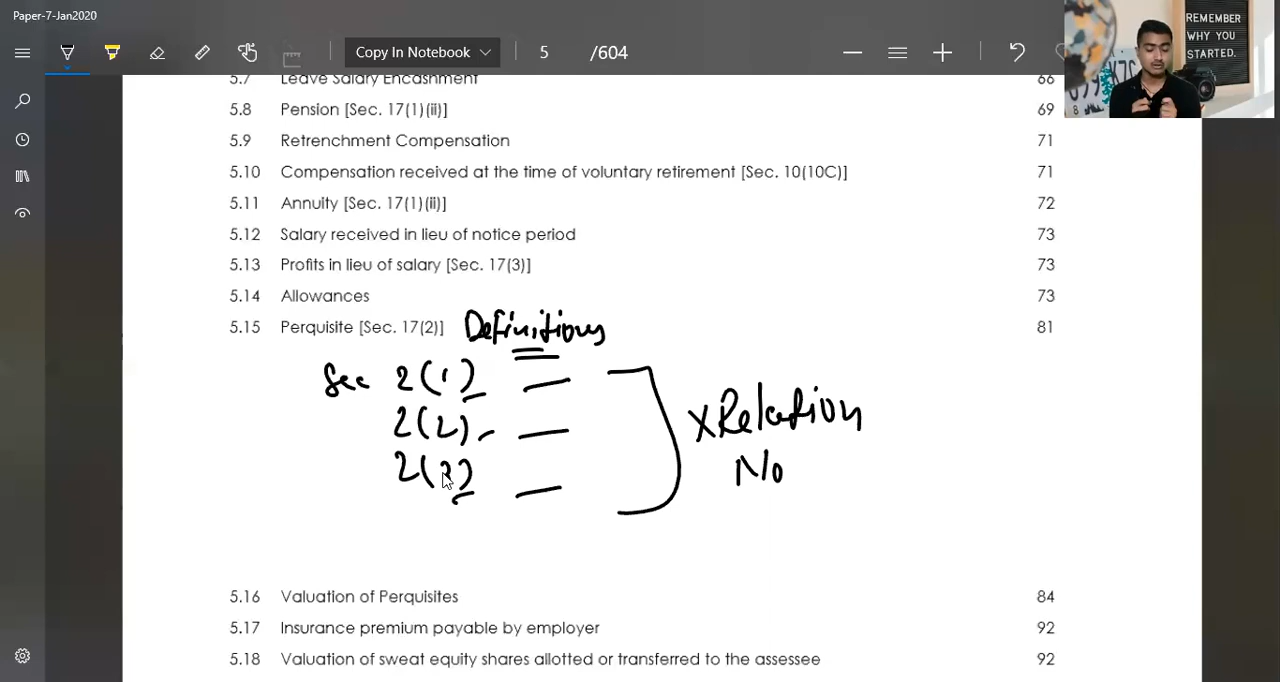 Paper-7-Jan2020
Copy In Notebook 5 /604
REMEMBER
WHY YOU
STARTED.
5.7 Leave Salary Encashment 66
5.8 Pension [Sec. 17(1)(ii)] 69
5.9 Retrenchment Compensation 71
5.10 Compensation received at the time of voluntary retirement [Sec. 10(10C)] 71
5.11 Annuity [Sec. 17(1)(ii)] 72
5.12 Salary received in lieu of notice period 73
5.13 Profits in lieu of salary [Sec. 17(3)] 73
5.14 Allowances 73
5.15 Perquisite [Sec. 17(2)] Definitions 81
Sec 2(1) —
2(2) — X Relation
2(3) — No
5.16 Valuation of Perquisites 84
5.17 Insurance premium payable by employer 92
5.18 Valuation of sweat equity shares allotted or transferred to the assessee 92